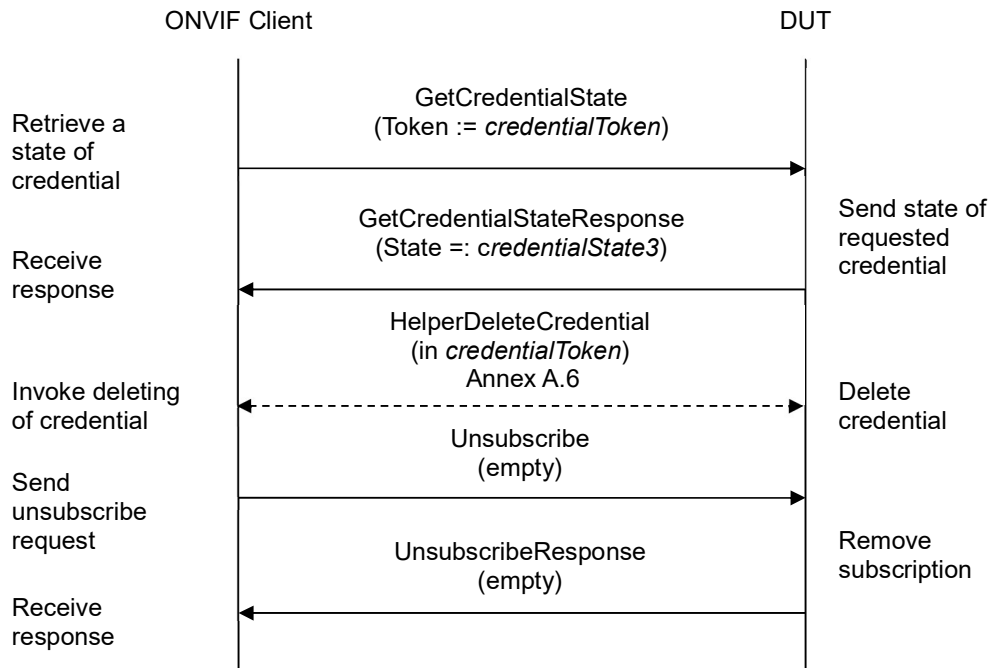 ONVIF Client
DUT
GetCredentialState
(Token := credentialToken)
Retrieve a
state of
credential
GetCredentialStateResponse
(State =: credentialState3)
Send state of
requested
credential
Receive
response
HelperDeleteCredential
(in credentialToken)
Annex A.6
Invoke deleting
of credential
Delete
credential
Unsubscribe
(empty)
Send
unsubscribe
request
UnsubscribeResponse
(empty)
Remove
subscription
Receive
response